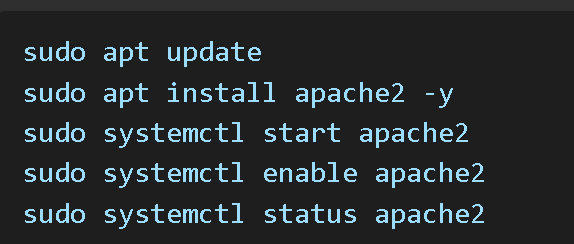 sudo apt update
sudo apt install apache2 -y
sudo systemctl start apache2
sudo systemctl enable apache2
sudo systemctl status apache2